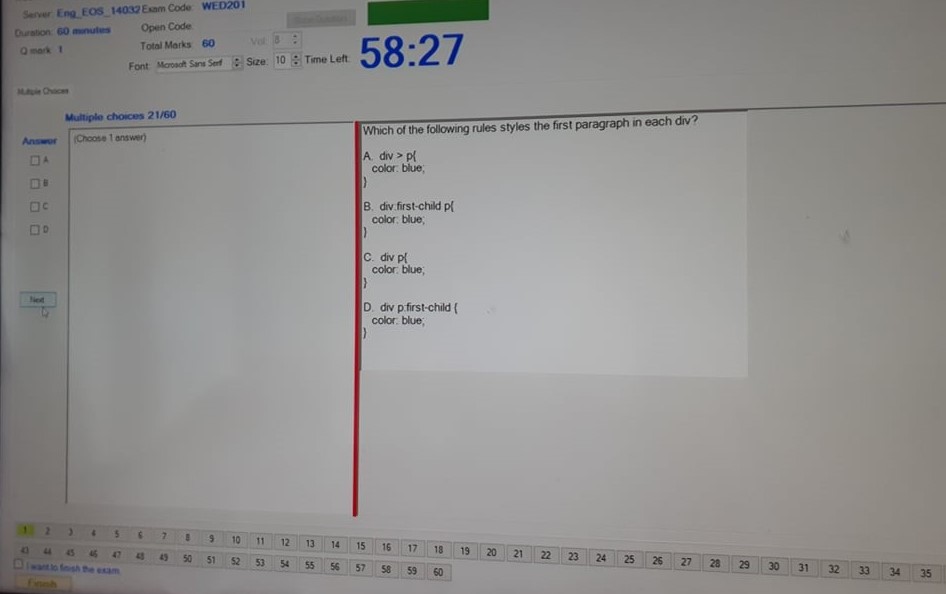 Server: Eng_EOS_14032 Exam Code: WED201
Duration: 60 minutes Open Code:
Q mark 1 Total Marks 60 Vol 8
Font: Microsoft Sans Serif Size: 10 Time Left: 58:27
Multiple Choices
Multiple choices 21/60
Answer (Choose 1 answer)
A
B
C
D
Next
Which of the following rules styles the first paragraph in each div?
A. div > p{
color: blue;
}
B. div:first-child p{
color: blue;
}
C. div p{
color: blue;
}
D. div p:first-child {
color: blue;
}
1 2 3 4 5 6 7 8 9 10 11 12 13 14 15 16 17 18 19 20 21 22 23 24 25 26 27 28 29 30 31 32 33 34 35
43 44 45 46 47 48 49 50 51 52 53 54 55 56 57 58 59 60
I want to finish the exam.
Finish